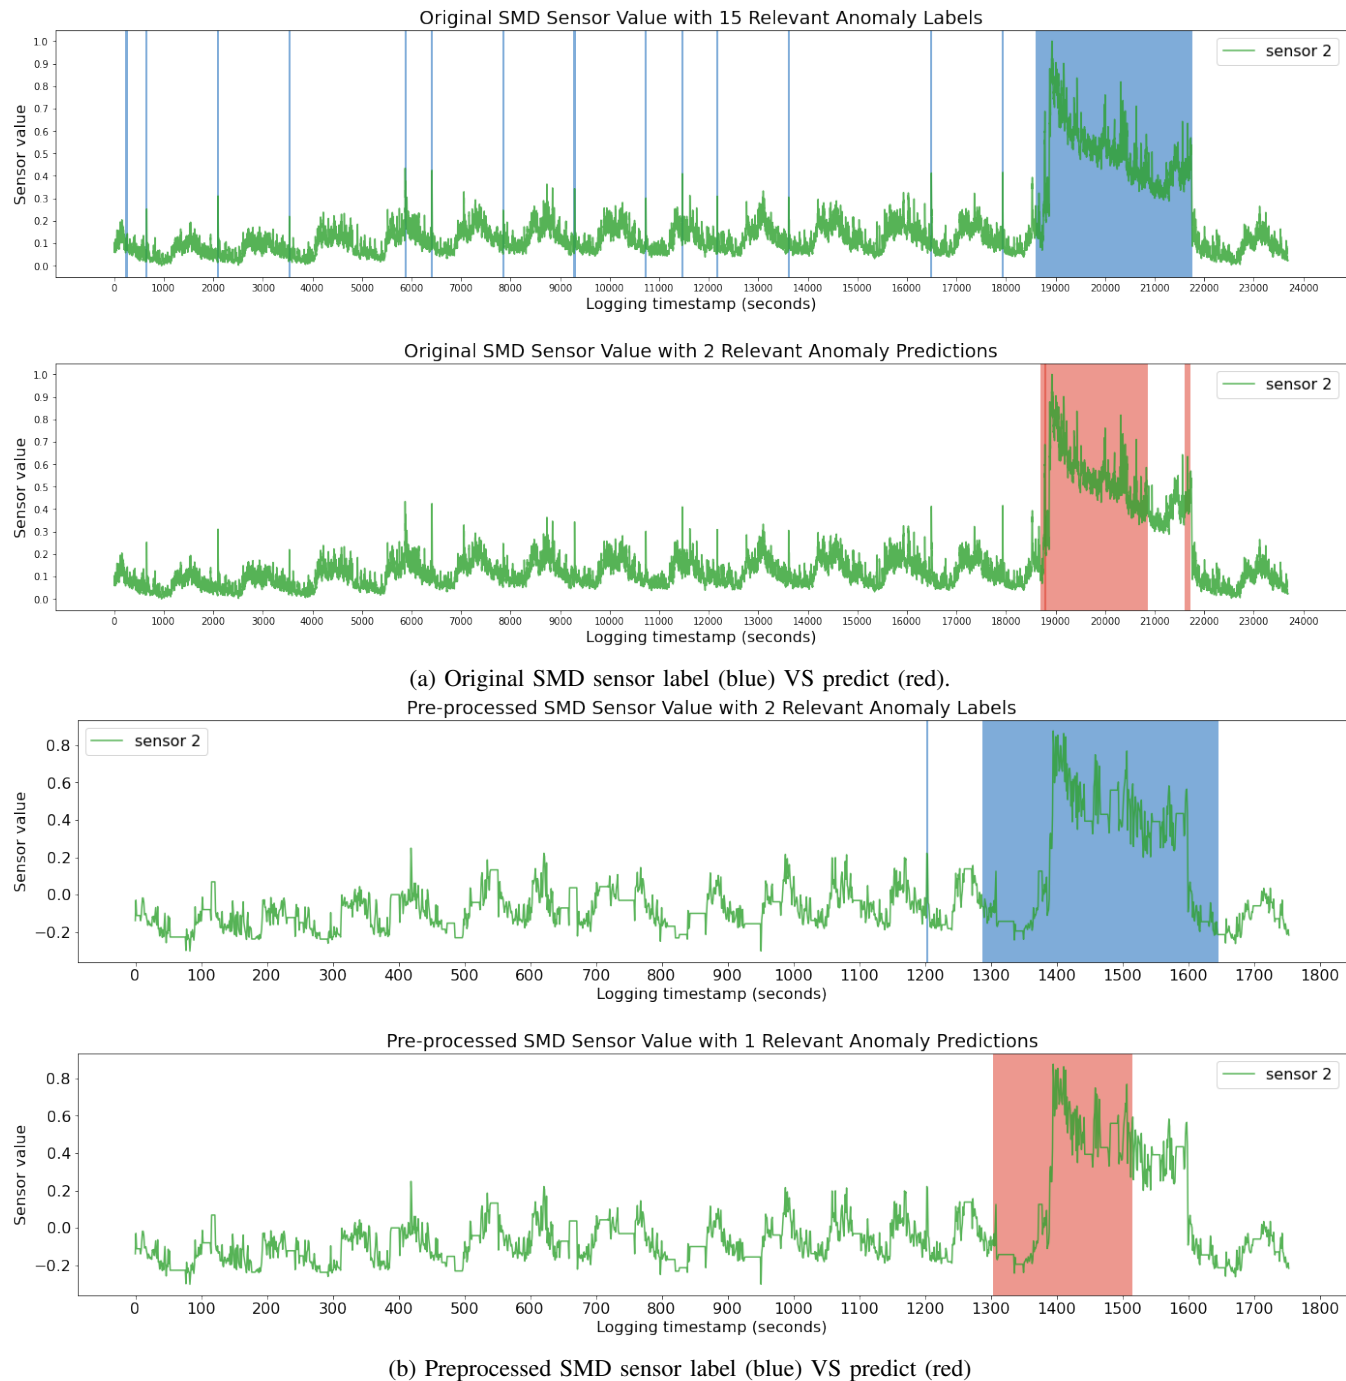 Original SMD Sensor Value with 15 Relevant Anomaly Labels
sensor 2
Sensor value
1.0
0.9
0.8
0.7
0.6
0.5
0.4
0.3
0.2
0.1
0.0
0 1000 2000 3000 4000 5000 6000 7000 8000 9000 10000 11000 12000 13000 14000 15000 16000 17000 18000 19000 20000 21000 22000 23000 24000
Logging timestamp (seconds)
Original SMD Sensor Value with 2 Relevant Anomaly Predictions
sensor 2
Sensor value
1.0
0.9
0.8
0.7
0.6
0.5
0.4
0.3
0.2
0.1
0.0
0 1000 2000 3000 4000 5000 6000 7000 8000 9000 10000 11000 12000 13000 14000 15000 16000 17000 18000 19000 20000 21000 22000 23000 24000
Logging timestamp (seconds)
(a) Original SMD sensor label (blue) VS predict (red).
Pre-processed SMD Sensor Value with 2 Relevant Anomaly Labels
sensor 2
Sensor value
0.8
0.6
0.4
0.2
0.0
−0.2
0 100 200 300 400 500 600 700 800 900 1000 1100 1200 1300 1400 1500 1600 1700 1800
Logging timestamp (seconds)
Pre-processed SMD Sensor Value with 1 Relevant Anomaly Predictions
sensor 2
Sensor value
0.8
0.6
0.4
0.2
0.0
−0.2
0 100 200 300 400 500 600 700 800 900 1000 1100 1200 1300 1400 1500 1600 1700 1800
Logging timestamp (seconds)
(b) Preprocessed SMD sensor label (blue) VS predict (red)